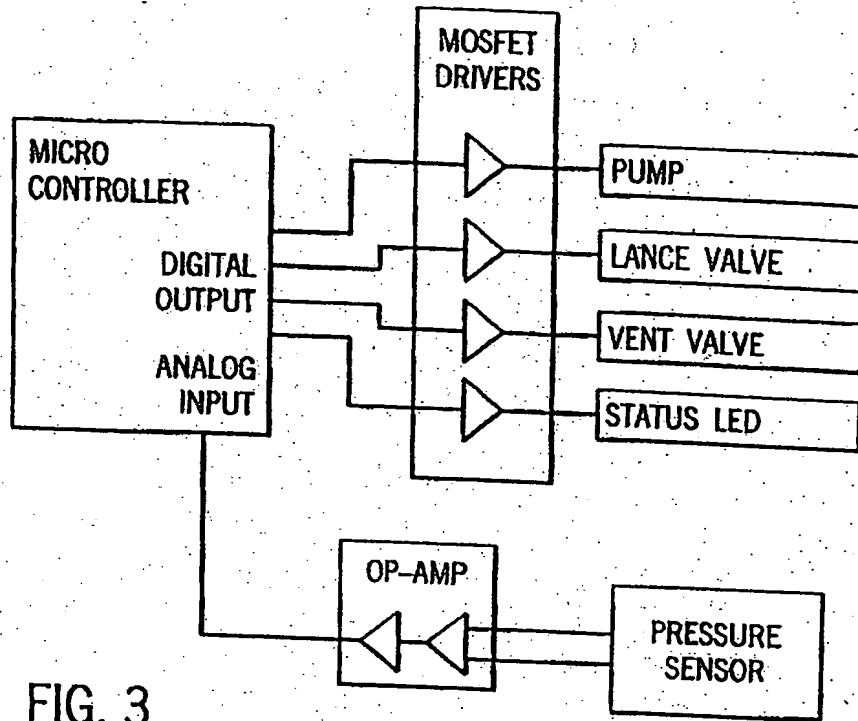 MOSFET
DRIVERS
MICRO
CONTROLLER
DIGITAL
OUTPUT
ANALOG
INPUT
PUMP
LANCE VALVE
VENT VALVE
STATUS LED
OP-AMP
PRESSURE
SENSOR
FIG. 3